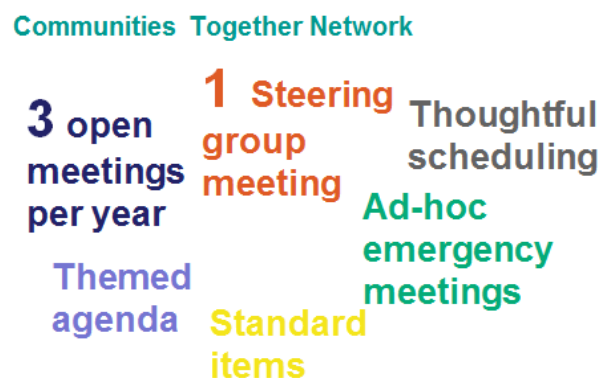 Communities Together Network
3 open
meetings
per year
1 Steering
group
meeting
Thoughtful
scheduling
Ad-hoc
emergency
meetings
Themed
agenda
Standard
items